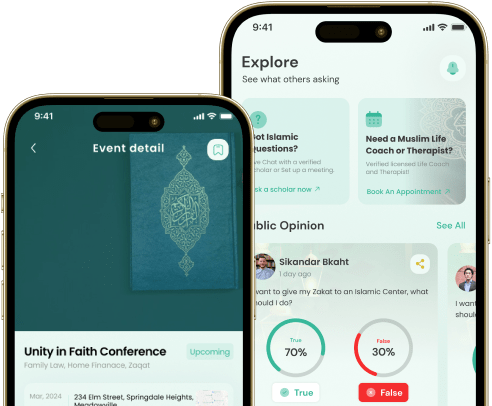 9:41
Explore
See what others asking
Got Islamic
questions?
Live Chat with a verified
scholar or Set up a meeting.
Ask a scholar now ↗
Need a Muslim Life
Coach or Therapist?
Verified licensed Life Coach
and Therapist!
Book An Appointment ↗
Public Opinion
See All
Sikandar Bkaht
1 day ago
want to give my Zakat to an Islamic Center, what
should I do?
True
70%
False
30%
True
False
I want
should
9:41
Event detail
Unity in Faith Conference
Upcoming
Family Law, Home Finanace, Zaqat
Mar, 2024
234 Elm Street, Springdale Heights,
Meadowville